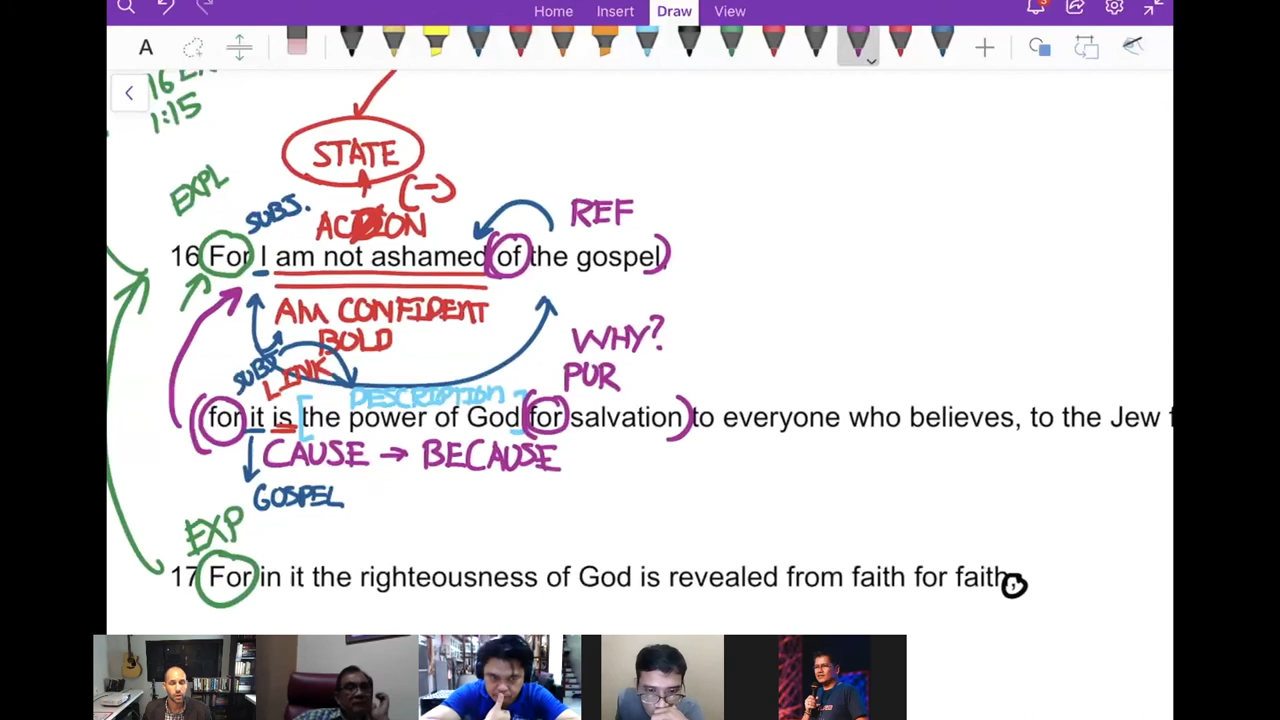 Home Insert Draw View
A
16
1:15
STATE
EXPL
SUBJ.
(-)
REF
ACTION
16 For I am not ashamed of the gospel,
AM CONFIDENT
WHY?
BOLD
SUBJ
PUR
LINK
[DESCRIPTION]
for it is the power of God for salvation to everyone who believes, to the Jew
CAUSE → BECAUSE
GOSPEL
EXP
17 For in it the righteousness of God is revealed from faith for faith,